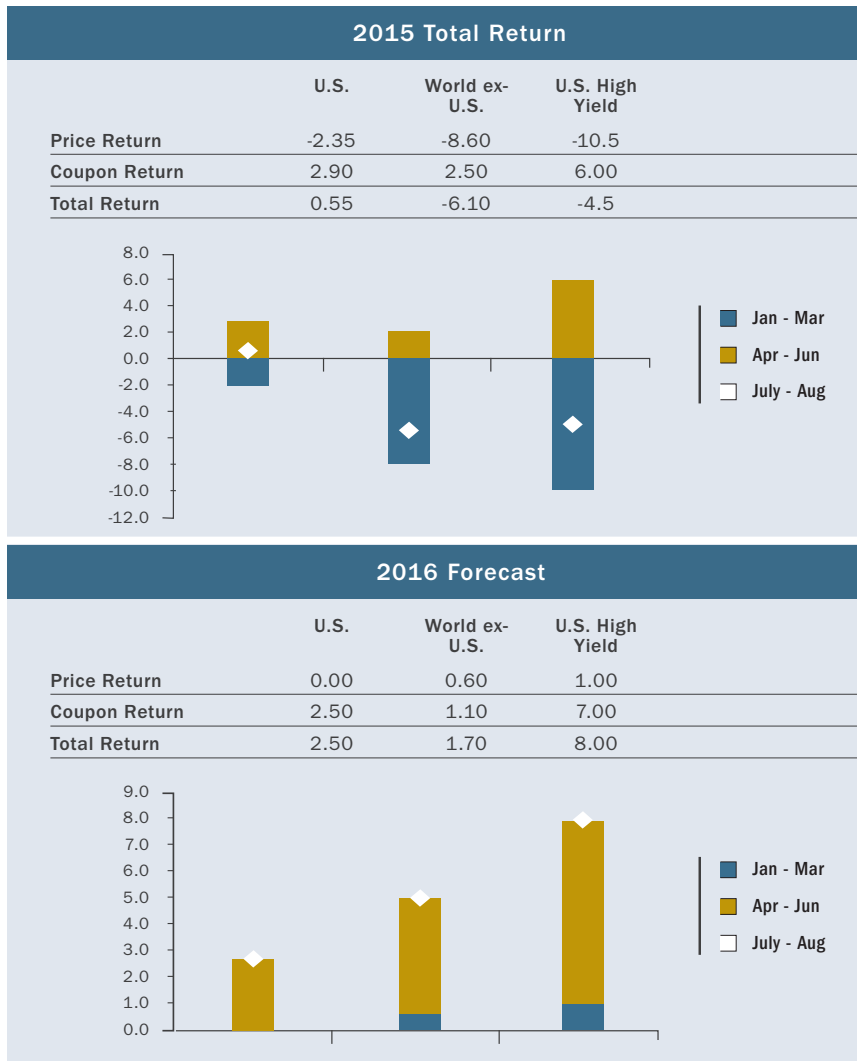 2015 Total Return
U.S. World ex- U.S. High
U.S. Yield
Price Return -2.35 -8.60 -10.5
Coupon Return 2.90 2.50 6.00
Total Return 0.55 -6.10 -4.5
8.0
6.0
4.0
2.0
0.0
-2.0
-4.0
-6.0
-8.0
-10.0
-12.0
Jan - Mar
Apr - Jun
July - Aug
2016 Forecast
U.S. World ex- U.S. High
U.S. Yield
Price Return 0.00 0.60 1.00
Coupon Return 2.50 1.10 7.00
Total Return 2.50 1.70 8.00
9.0
8.0
7.0
6.0
5.0
4.0
3.0
2.0
1.0
0.0
Jan - Mar
Apr - Jun
July - Aug